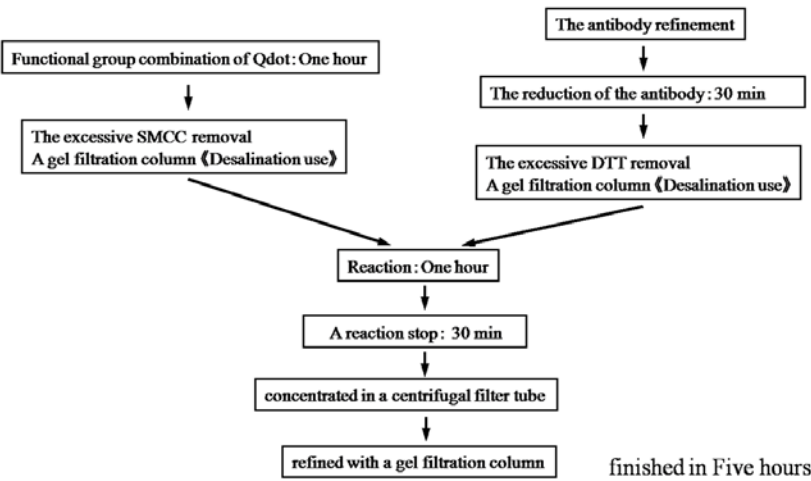 Functional group combination of Qdot: One hour
The excessive SMCC removal
A gel filtration column《Desalination use》
The antibody refinement
The reduction of the antibody: 30 min
The excessive DTT removal
A gel filtration column《Desalination use》
Reaction: One hour
A reaction stop: 30 min
concentrated in a centrifugal filter tube
refined with a gel filtration column
finished in Five hours